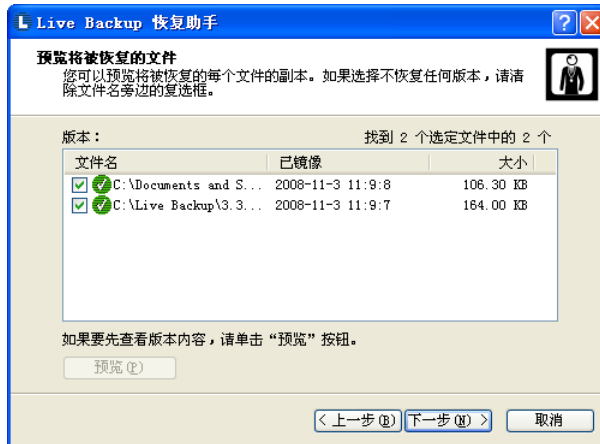 Live Backup 恢复助手
预览将被恢复的文件
您可以预览将被恢复的每个文件的副本。如果选择不恢复任何版本，请清
除文件名旁边的复选框。
版本： 找到 2 个选定文件中的 2 个
文件名 已镜像 大小
C:\Documents and S... 2008-11-3 11:9:8 106.30 KB
C:\Live Backup\3.3... 2008-11-3 11:9:7 164.00 KB
如果要先查看版本内容，请单击“预览”按钮。
预览(P)
< 上一步(B) 下一步(N) > 取消